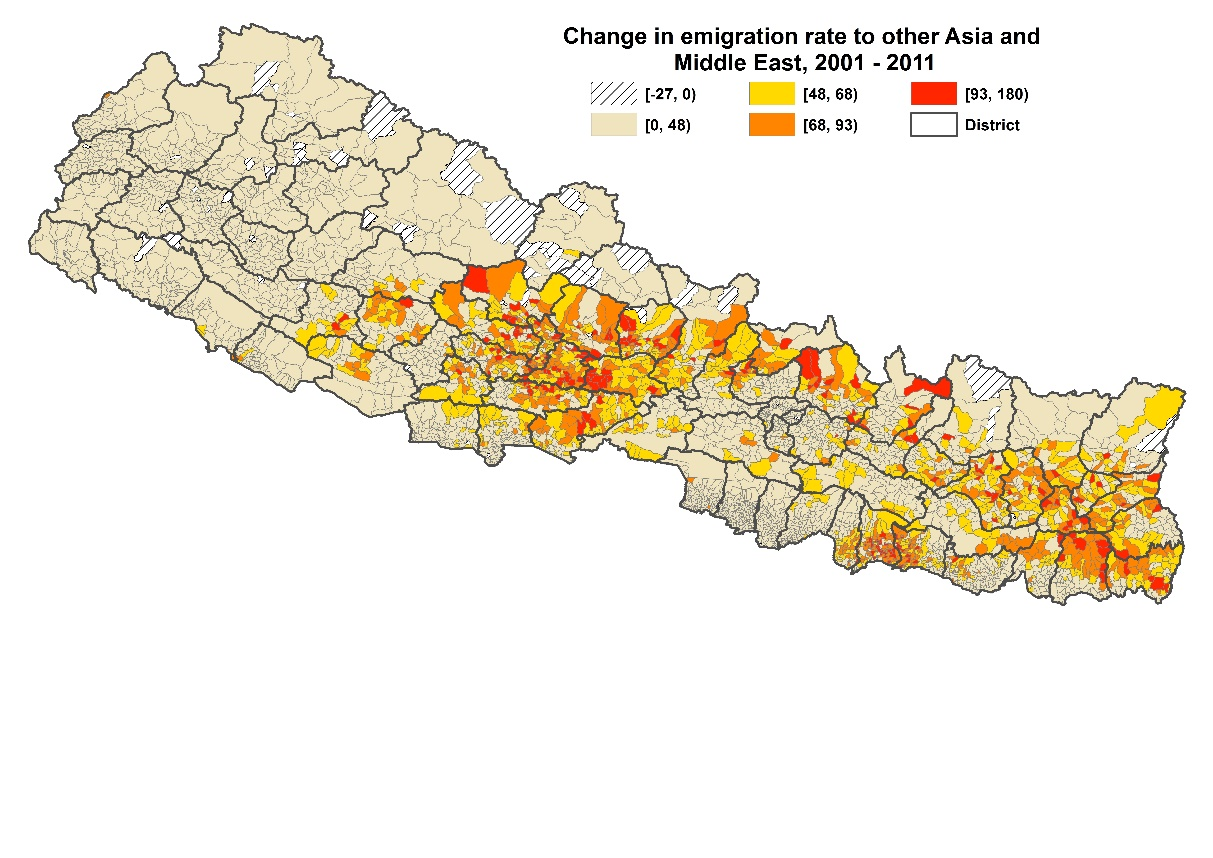 Change in emigration rate to other Asia and
Middle East, 2001 - 2011
[-27, 0) [48, 68) [93, 180)
[0, 48) [68, 93) District